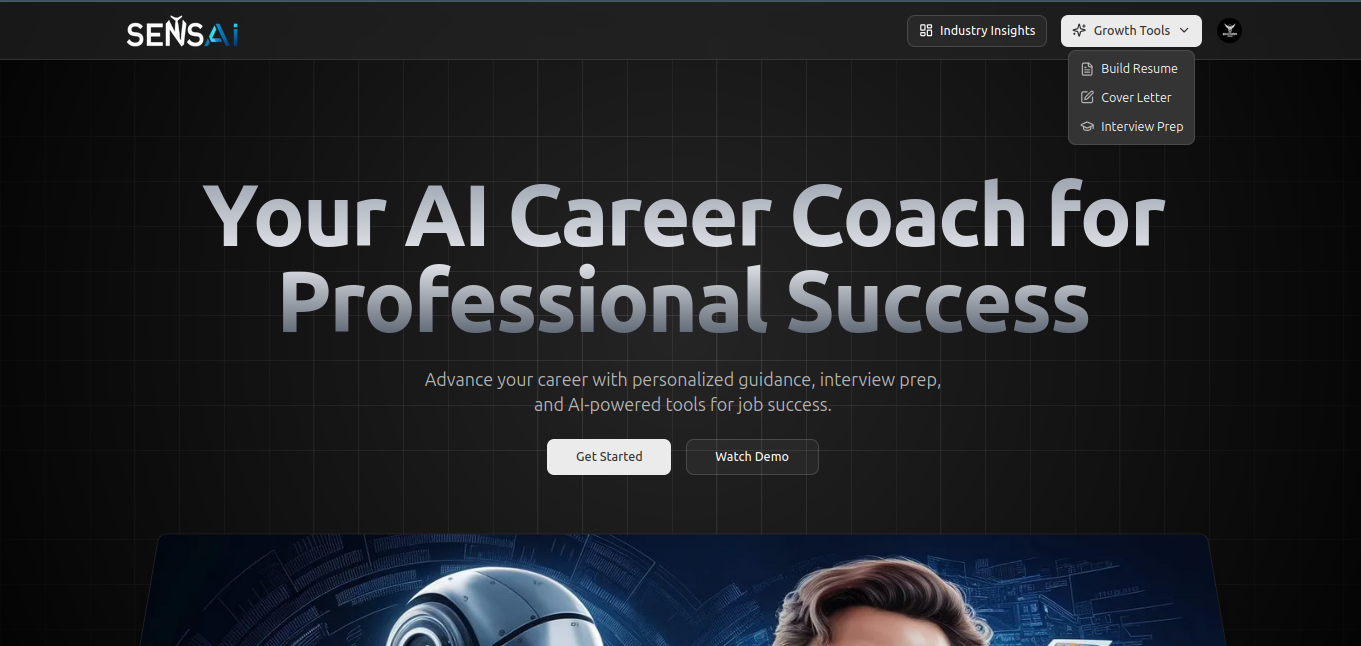 SENSAi
Industry Insights
Growth Tools
Build Resume
Cover Letter
Interview Prep
Your AI Career Coach for
Professional Success
Advance your career with personalized guidance, interview prep,
and AI-powered tools for job success.
Get Started
Watch Demo